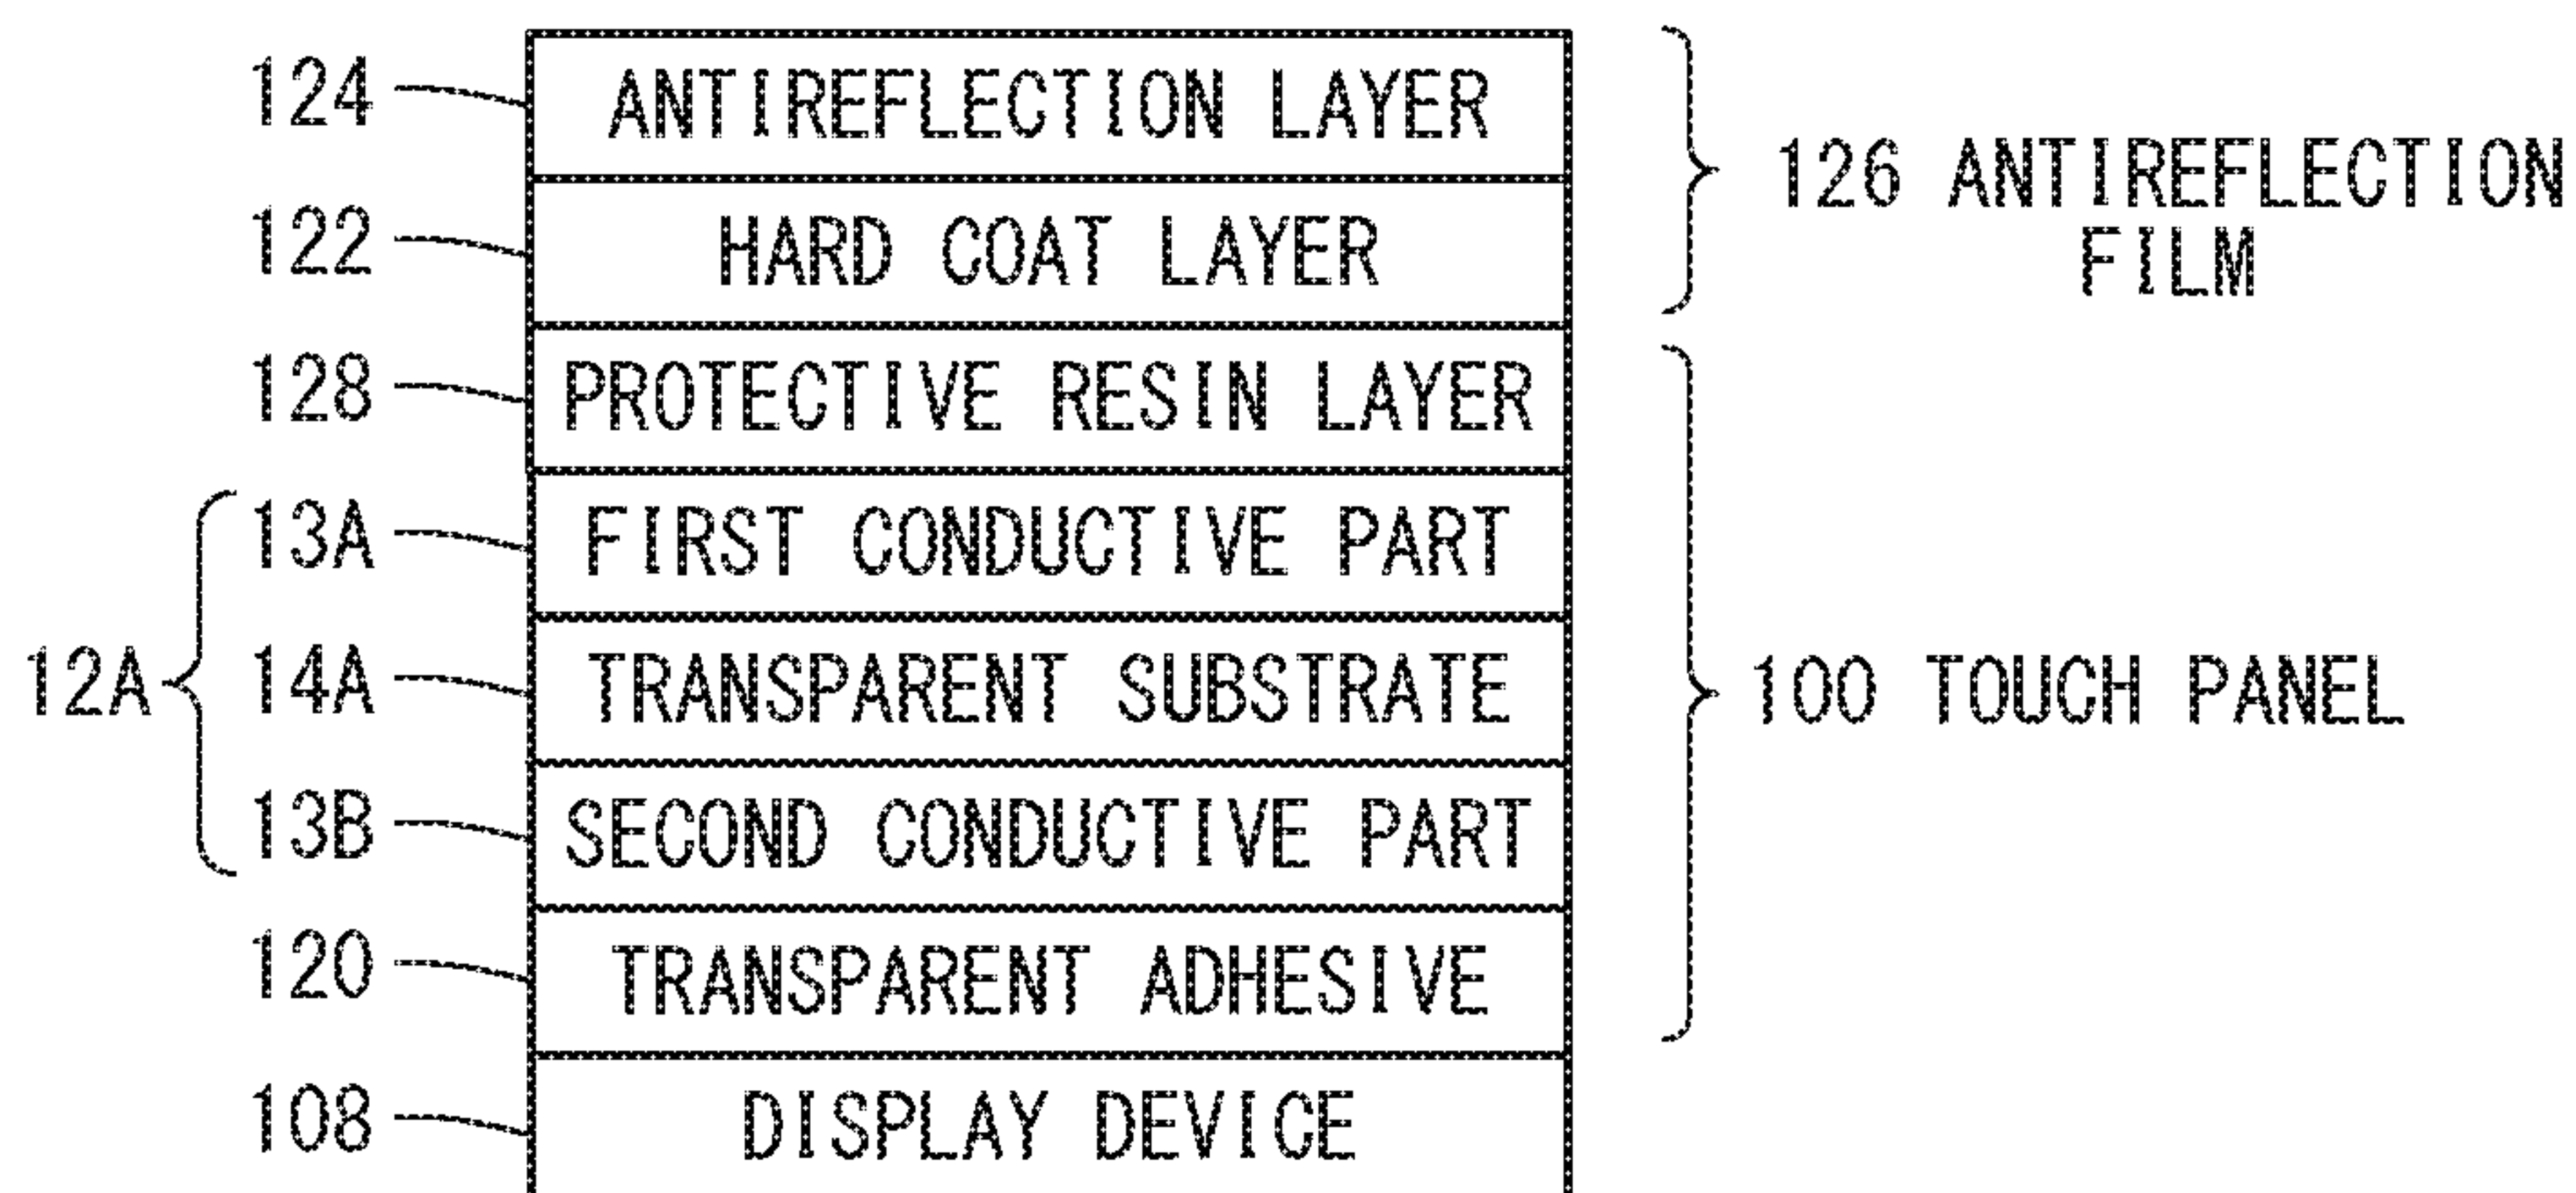 124 ANTIREFLECTION LAYER
122 HARD COAT LAYER
126 ANTIREFLECTION
FILM
128 PROTECTIVE RESIN LAYER
13A FIRST CONDUCTIVE PART
12A 14A TRANSPARENT SUBSTRATE 100 TOUCH PANEL
13B SECOND CONDUCTIVE PART
120 TRANSPARENT ADHESIVE
108 DISPLAY DEVICE